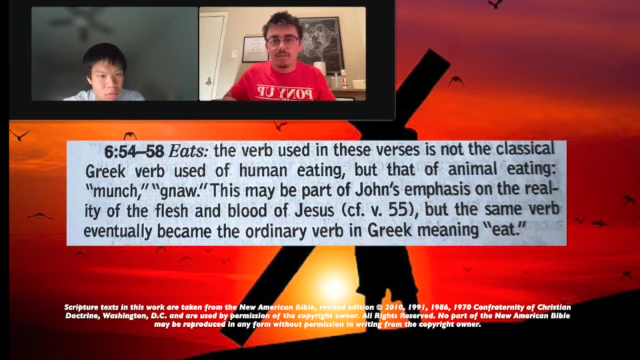 PONY UP
6:54–58 Eats: the verb used in these verses is not the classical
Greek verb used of human eating, but that of animal eating:
"munch," "gnaw." This may be part of John's emphasis on the real-
ity of the flesh and blood of Jesus (cf. v. 55), but the same verb
eventually became the ordinary verb in Greek meaning "eat."
Scripture texts in this work are taken from the New American Bible, revised edition © 2010, 1991, 1986, 1970 Confraternity of Christian
Doctrine, Washington, D.C. and are used by permission of the copyright owner. All Rights Reserved. No part of the New American Bible
may be reproduced in any form without permission in writing from the copyright owner.